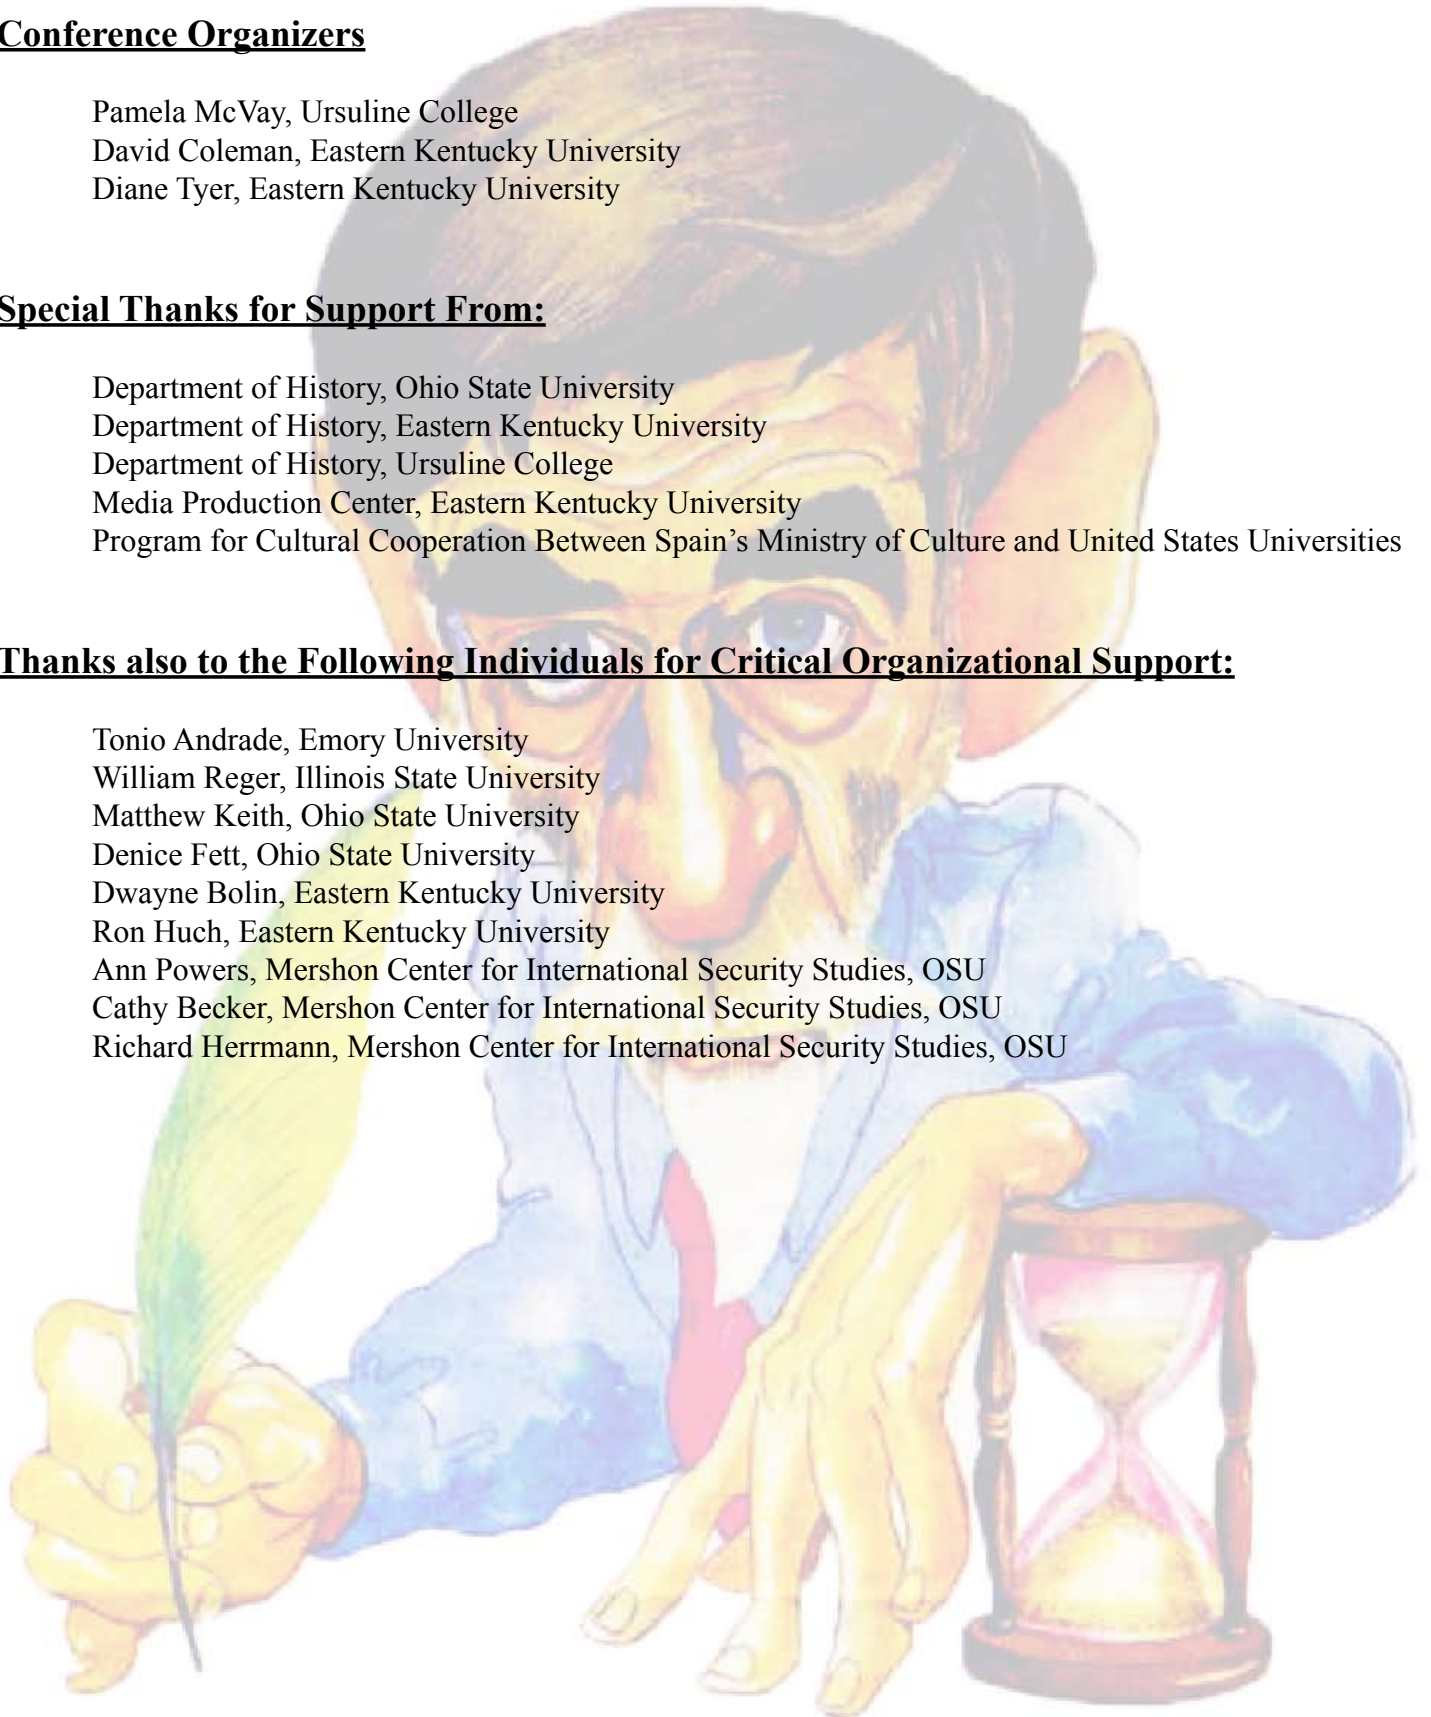 Conference Organizers
Pamela McVay, Ursuline College
David Coleman, Eastern Kentucky University
Diane Tyer, Eastern Kentucky University
Special Thanks for Support From:
Department of History, Ohio State University
Department of History, Eastern Kentucky University
Department of History, Ursuline College
Media Production Center, Eastern Kentucky University
Program for Cultural Cooperation Between Spain’s Ministry of Culture and United States Universities
Thanks also to the Following Individuals for Critical Organizational Support:
Tonio Andrade, Emory University
William Reger, Illinois State University
Matthew Keith, Ohio State University
Denice Fett, Ohio State University
Dwayne Bolin, Eastern Kentucky University
Ron Huch, Eastern Kentucky University
Ann Powers, Mershon Center for International Security Studies, OSU
Cathy Becker, Mershon Center for International Security Studies, OSU
Richard Herrmann, Mershon Center for International Security Studies, OSU